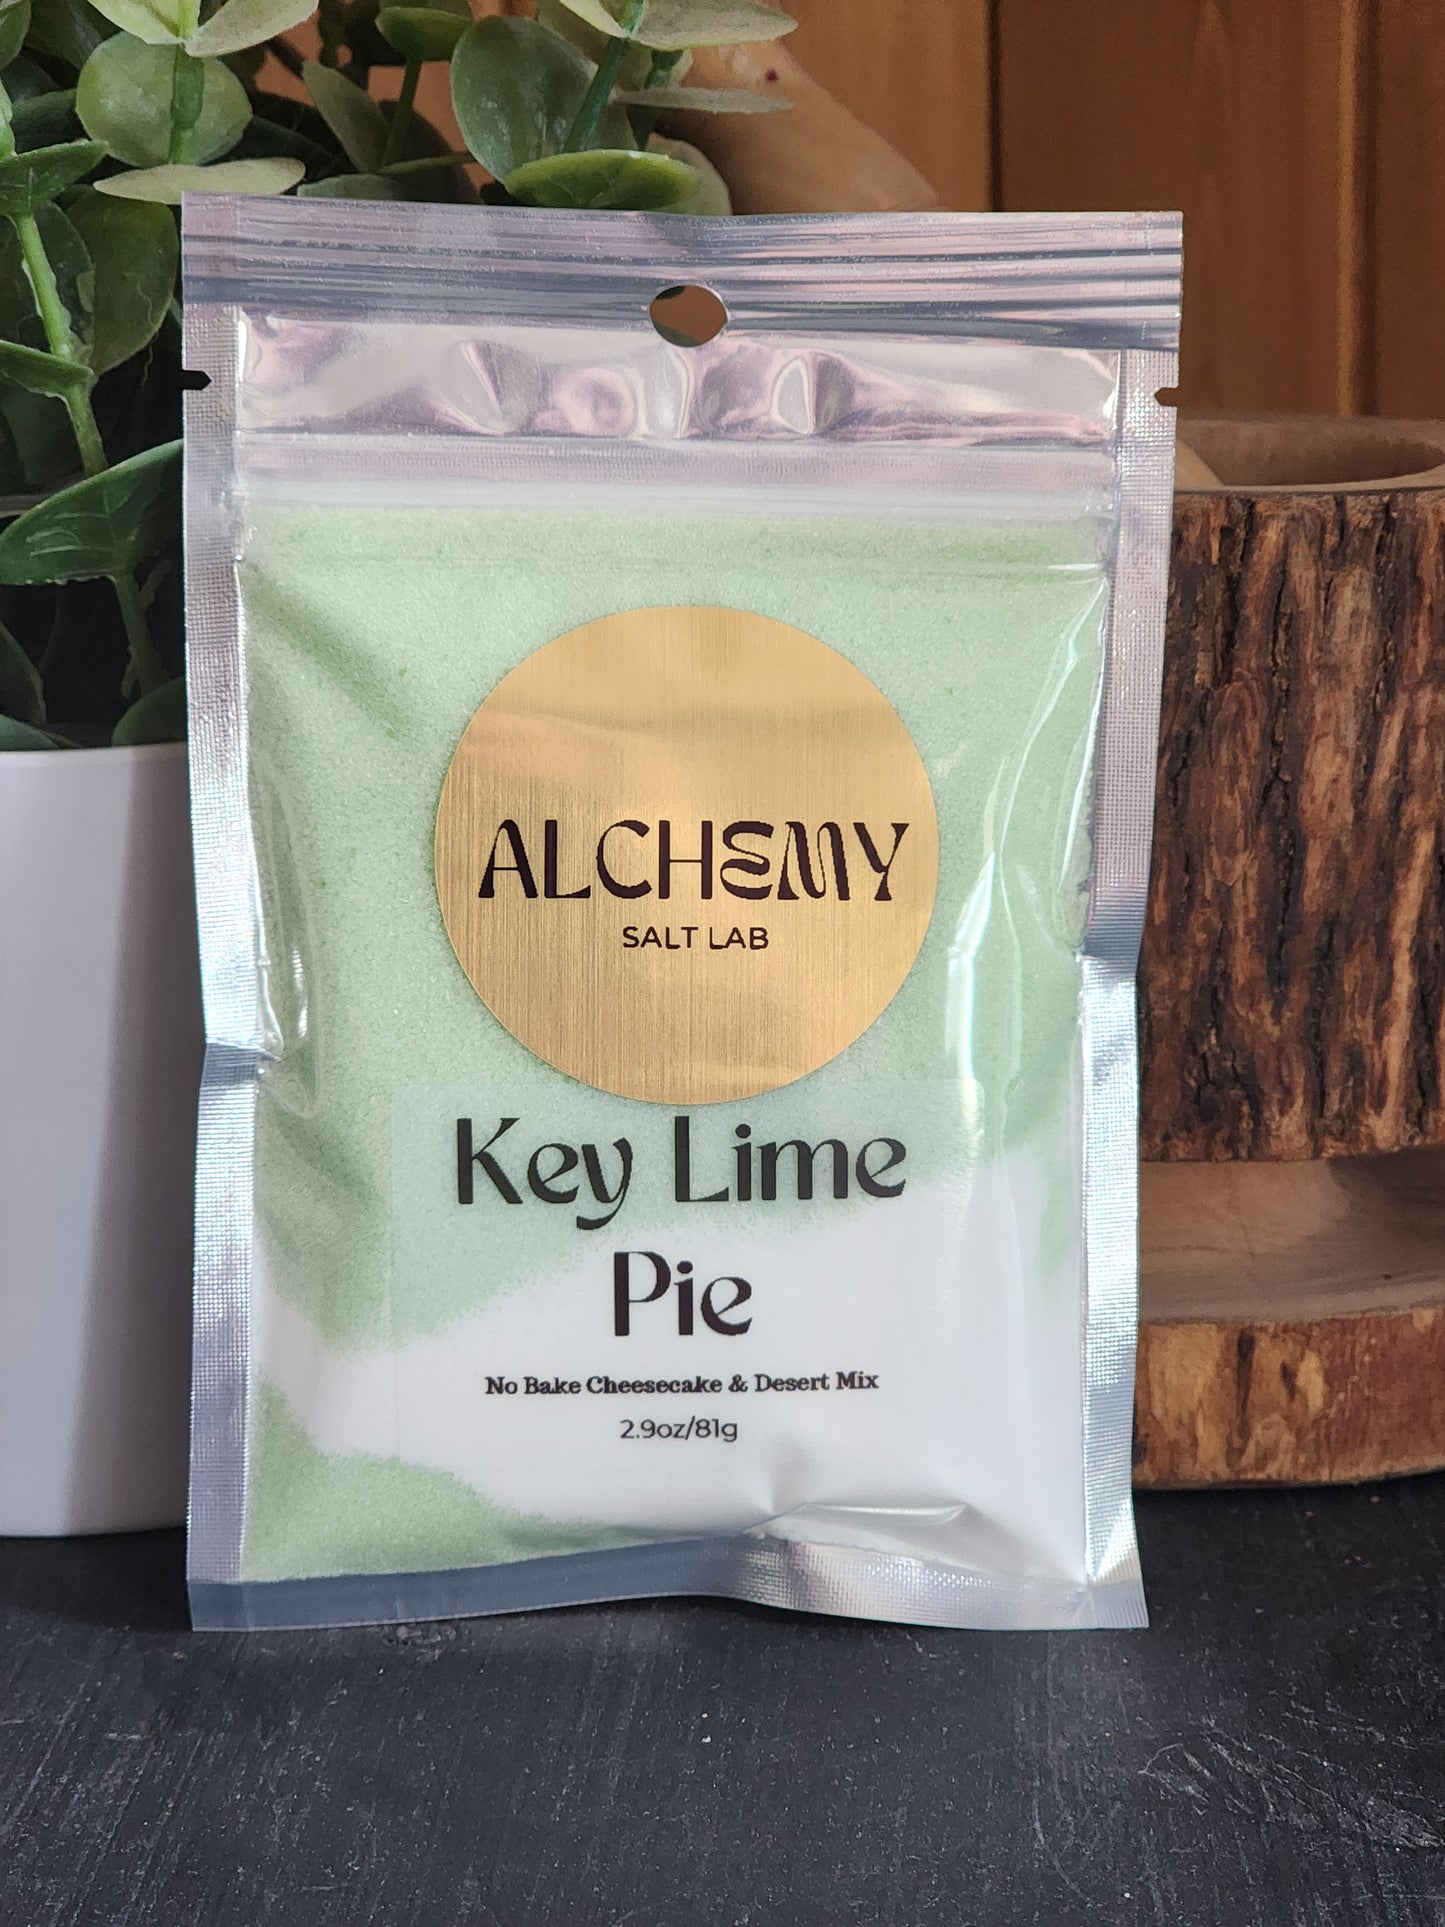 ALCHEMY
SALT LAB
Key Lime
Pie
No Bake Cheesecake & Desert Mix
2.9oz/81g